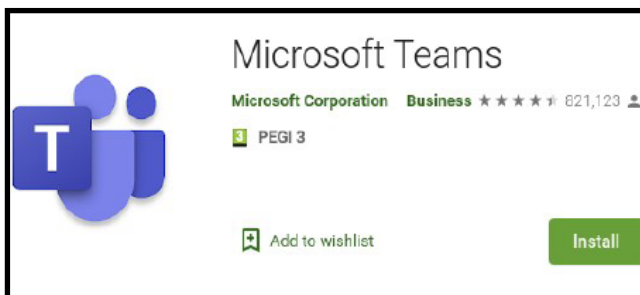 Microsoft Teams
Microsoft Corporation Business 821,123
3 PEGI 3
T
Add to wishlist
Install